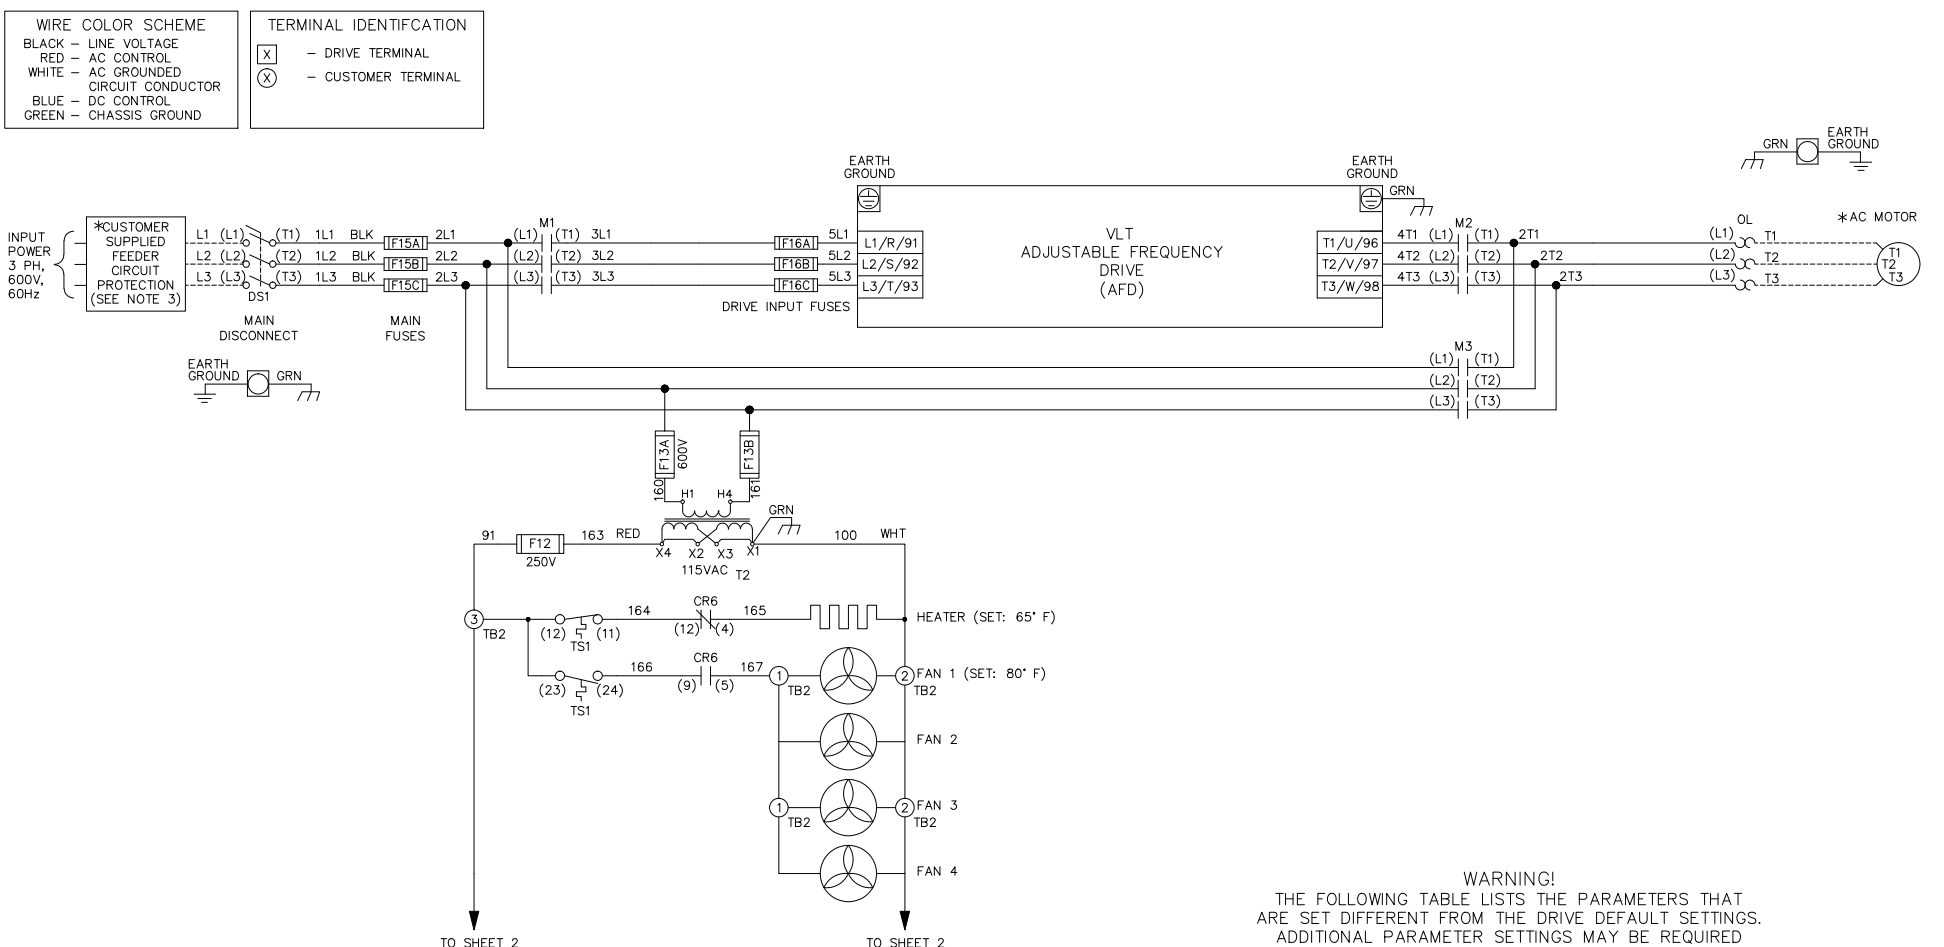 WIRE COLOR SCHEME
BLACK – LINE VOLTAGE
RED – AC CONTROL
WHITE – AC GROUNDED
CIRCUIT CONDUCTOR
BLUE – DC CONTROL
GREEN – CHASSIS GROUND
TERMINAL IDENTIFCATION
X – DRIVE TERMINAL
X – CUSTOMER TERMINAL
INPUT
POWER
3 PH,
600V,
60Hz
*CUSTOMER
SUPPLIED
FEEDER
CIRCUIT
PROTECTION
(SEE NOTE 3)
L1 (L1) (T1) 1L1 BLK F15A 2L1 (L1) M1 (T1) 3L1 F16A 5L1 L1/R/91
L2 (L2) (T2) 1L2 BLK F15B 2L2 (L2) (T2) 3L2 F16B 5L2 L2/S/92
L3 (L3) (T3) 1L3 BLK F15C 2L3 (L3) (T3) 3L3 F16C 5L3 L3/T/93
DS1
MAIN
DISCONNECT
MAIN
FUSES
DRIVE INPUT FUSES
EARTH
GROUND
GRN
EARTH
GROUND
VLT
ADJUSTABLE FREQUENCY
DRIVE
(AFD)
EARTH
GROUND
GRN
T1/U/96 4T1 (L1) M2 (T1) 2T1
T2/V/97 4T2 (L2) (T2) 2T2
T3/W/98 4T3 (L3) (T3) 2T3
GRN
EARTH
GROUND
OL
*AC MOTOR
(L1) T1
(L2) T2
(L3) T3
T1
T2
T3
M3
(L1) (T1)
(L2) (T2)
(L3) (T3)
F13A
600V
F13B
160
161
H1 H4
GRN
91 F12 163 RED
250V
X4 X2 X3 X1
115VAC T2
100 WHT
3
TB2
(12) (11)
TS1
164
CR6
(12) (4)
165
HEATER (SET: 65° F)
(23) (24)
TS1
166
CR6
(9) (5)
167
1
TB2
2
TB2
FAN 1 (SET: 80° F)
FAN 2
1
TB2
2
TB2
FAN 3
FAN 4
TO SHEET 2
TO SHEET 2
WARNING!
THE FOLLOWING TABLE LISTS THE PARAMETERS THAT
ARE SET DIFFERENT FROM THE DRIVE DEFAULT SETTINGS.
ADDITIONAL PARAMETER SETTINGS MAY BE REQUIRED